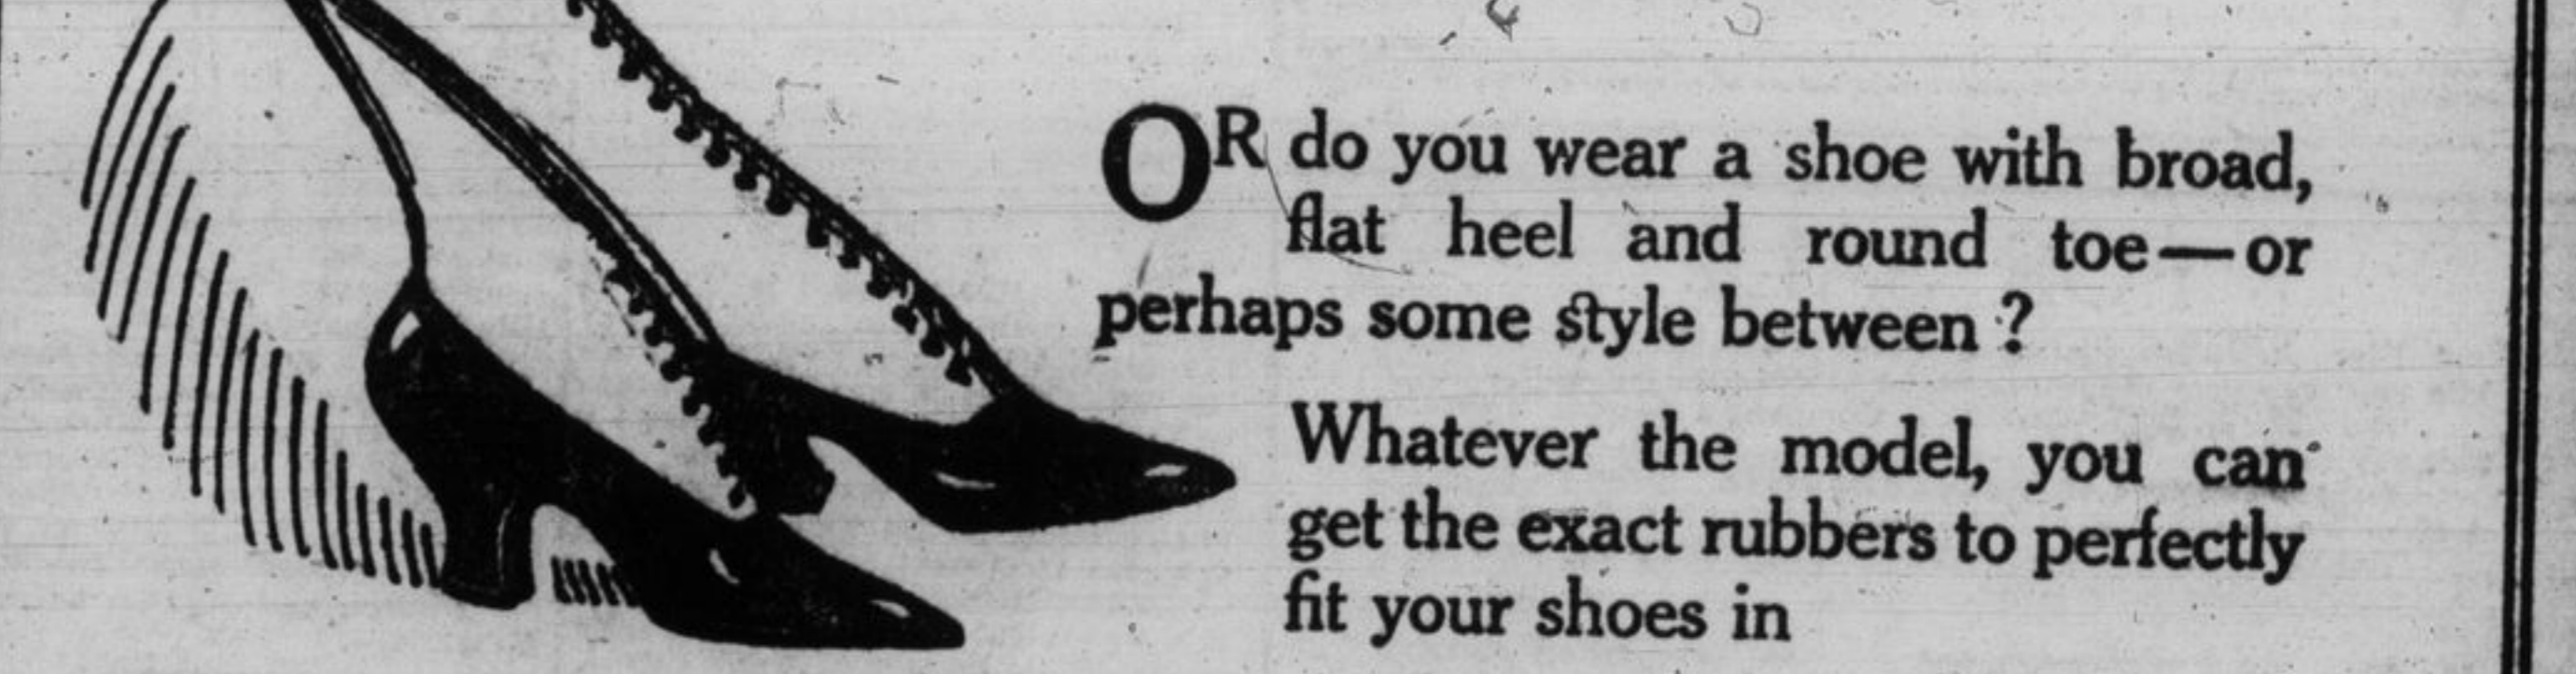 OR do you wear a shoe with broad,
flat heel and round toe—or
perhaps some style between?
Whatever the model, you can
get the exact rubbers to perfectly
fit your shoes in